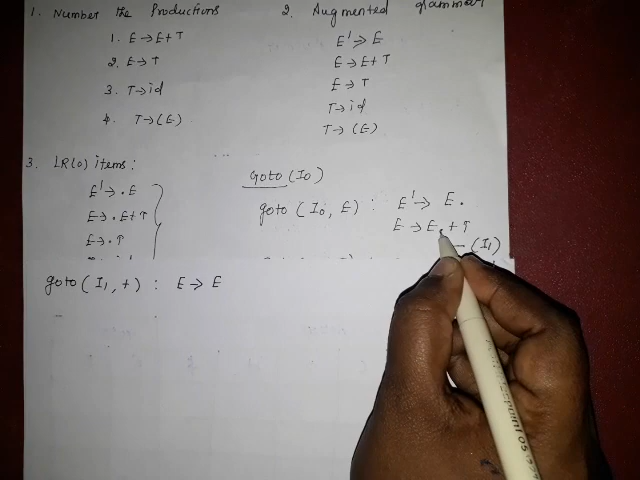 1. Number the Productions
1. E → E + T
2. E → T
3. T → id
4. T → (E)
2. Augmented grammar
E' → E
E → E + T
E → T
T → id
T → (E)
3. LR(0) items:
E' → . E
E → . E + T
E → . T
Goto (I0)
goto (I0, E) : E' → E .
E → E . + T
— (I1)
goto (I1, +) : E → E